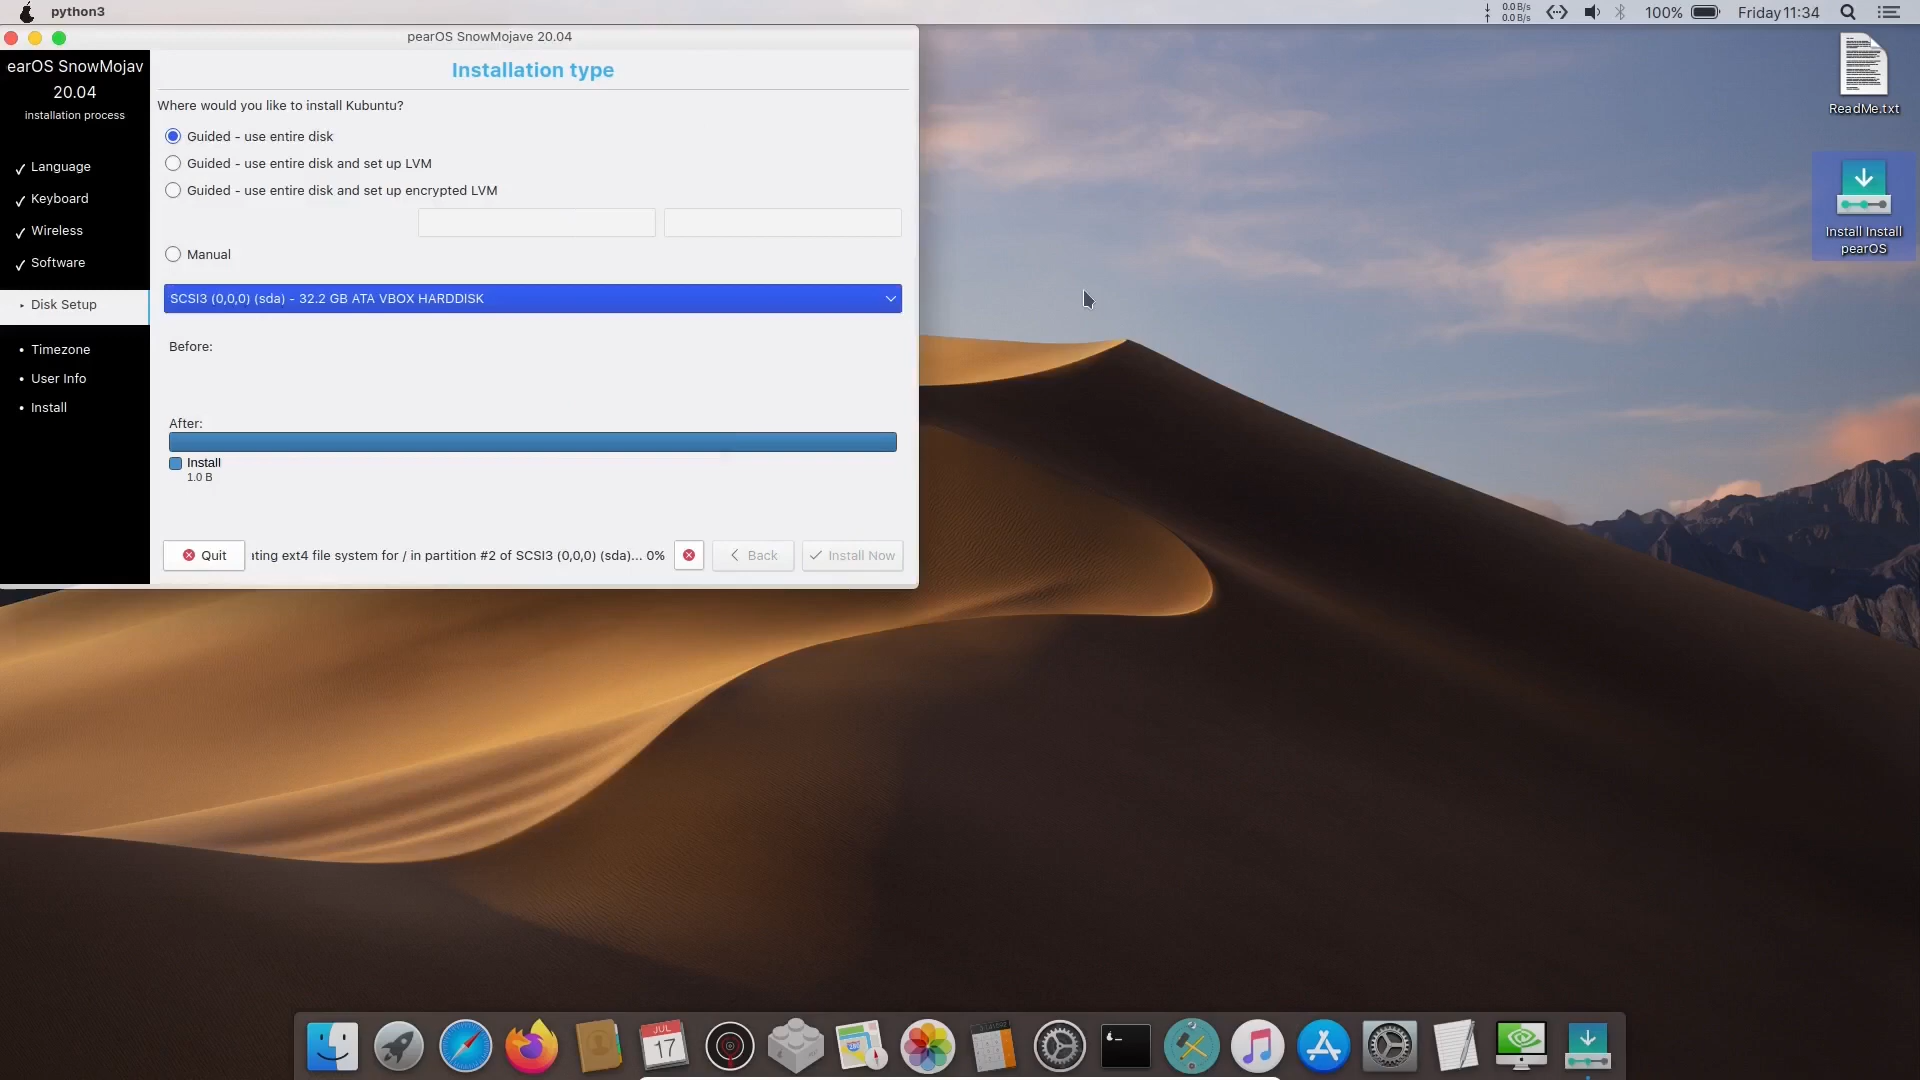 python3
0.0 B/s
0.0 B/s
100%
Friday 11:34
pearOS SnowMojave 20.04
earOS SnowMojav
20.04
installation process
Language
Keyboard
Wireless
Software
Disk Setup
Timezone
User Info
Install
Installation type
Where would you like to install Kubuntu?
Guided - use entire disk
Guided - use entire disk and set up LVM
Guided - use entire disk and set up encrypted LVM
Manual
SCSI3 (0,0,0) (sda) - 32.2 GB ATA VBOX HARDDISK
Before:
After:
Install
1.0 B
Quit
ating ext4 file system for / in partition #2 of SCSI3 (0,0,0) (sda)... 0%
Back
Install Now
ReadMe.txt
Install Install
pearOS
JUL
17